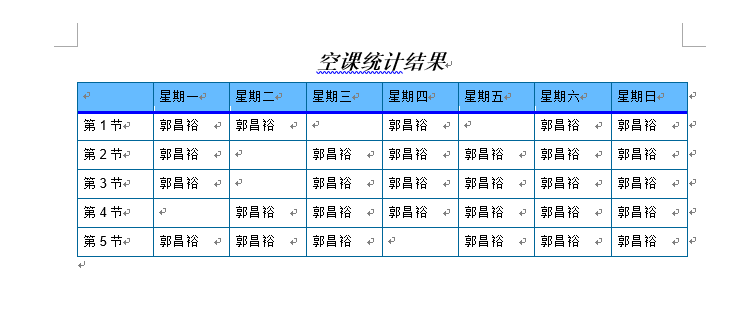 空课统计结果
星期一 星期二 星期三 星期四 星期五 星期六 星期日
第1节 郭昌裕 郭昌裕 郭昌裕 郭昌裕 郭昌裕
第2节 郭昌裕 郭昌裕 郭昌裕 郭昌裕 郭昌裕 郭昌裕
第3节 郭昌裕 郭昌裕 郭昌裕 郭昌裕 郭昌裕 郭昌裕
第4节 郭昌裕 郭昌裕 郭昌裕 郭昌裕 郭昌裕 郭昌裕
第5节 郭昌裕 郭昌裕 郭昌裕 郭昌裕 郭昌裕 郭昌裕